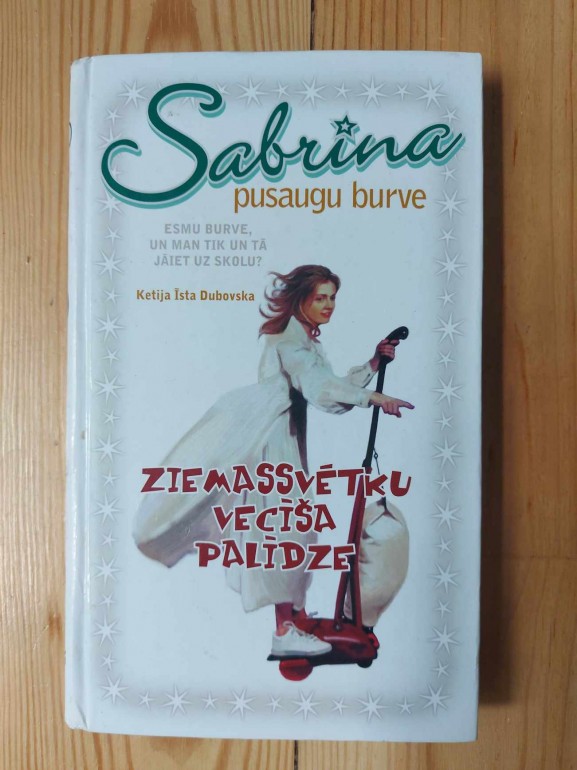 Sabrina
pusaugu burve
ESMU BURVE,
UN MAN TIK UN TĀ
JĀIET UZ SKOLU?
Ketija Īsta Dubovska
ZIEMASSVĒTKU
VECĪŠA
PALĪDZE